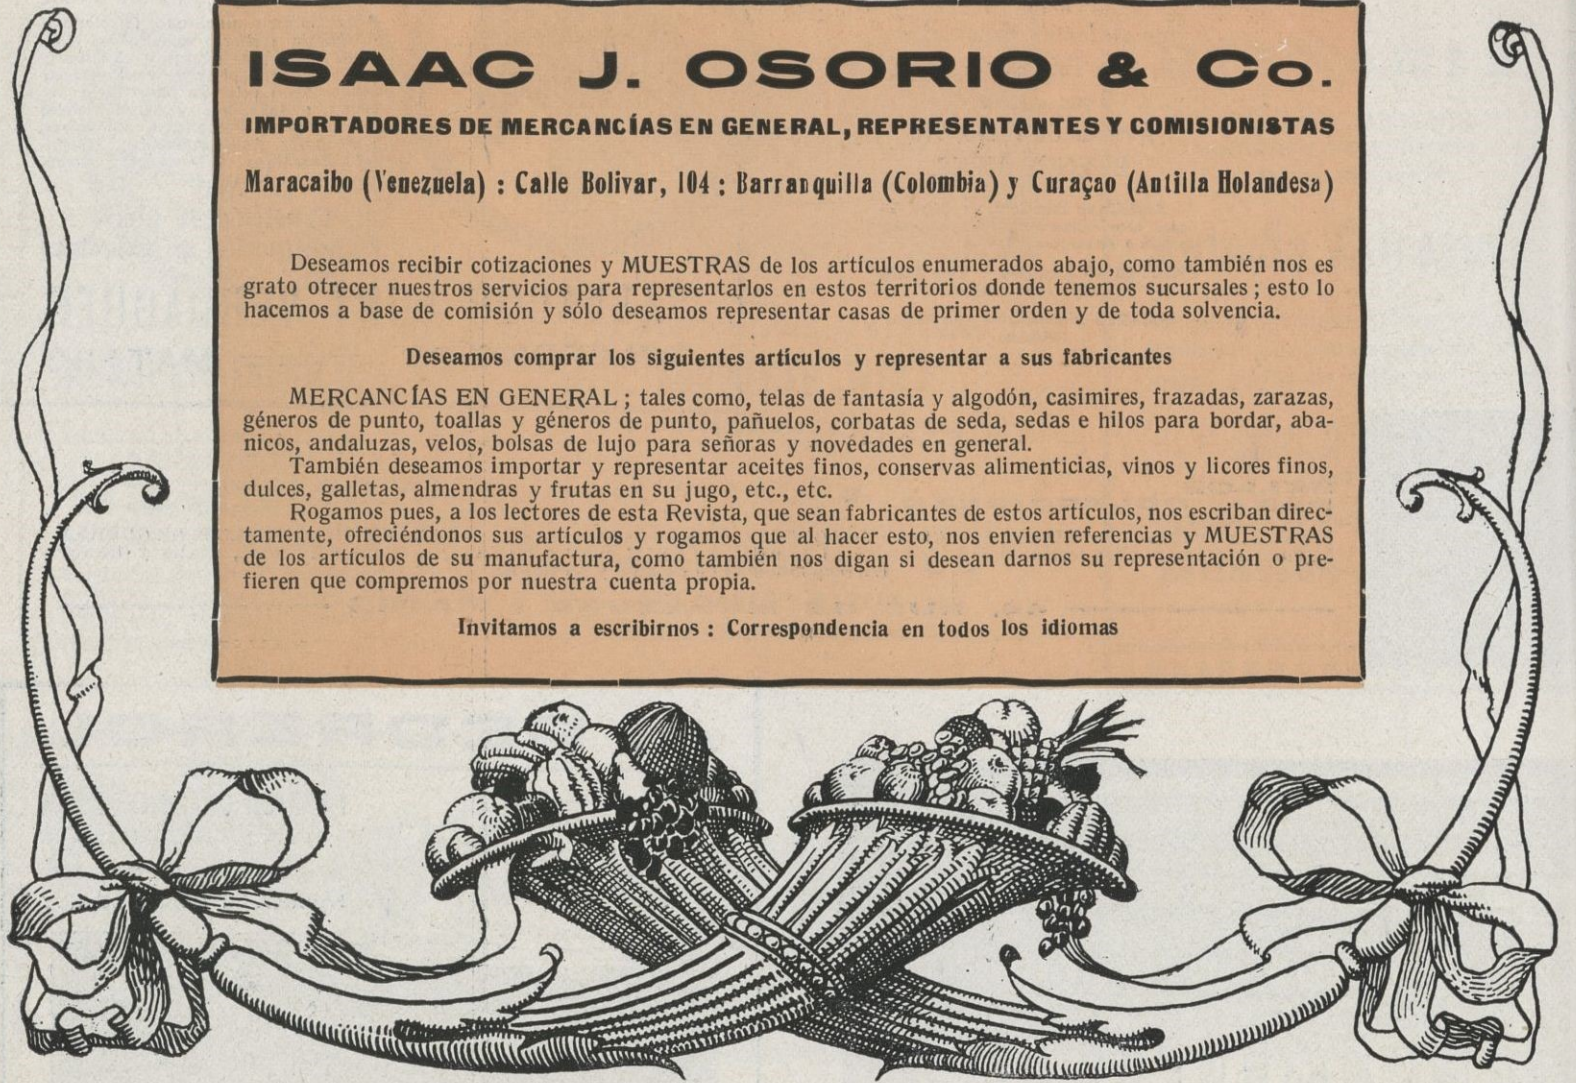 ISAAC J. OSORIO & Co.
IMPORTADORES DE MERCANCÍAS EN GENERAL, REPRESENTANTES Y COMISIONISTAS
Maracaibo (Venezuela) : Calle Bolivar, 104 : Barranquilla (Colombia) y Curaçao (Antilla Holandesa)
Deseamos recibir cotizaciones y MUESTRAS de los artículos enumerados abajo, como también nos es
grato otrecer nuestros servicios para representarlos en estos territorios donde tenemos sucursales ; esto lo
hacemos a base de comisión y sólo deseamos representar casas de primer orden y de toda solvencia.
Deseamos comprar los siguientes artículos y representar a sus fabricantes
MERCANCÍAS EN GENERAL ; tales como, telas de fantasía y algodón, casimires, frazadas, zarazas,
géneros de punto, toallas y géneros de punto, pañuelos, corbatas de seda, sedas e hilos para bordar, aba-
nicos, andaluzas, velos, bolsas de lujo para señoras y novedades en general.
También deseamos importar y representar aceites finos, conservas alimenticias, vinos y licores finos,
dulces, galletas, almendras y frutas en su jugo, etc., etc.
Rogamos pues, a los lectores de esta Revista, que sean fabricantes de estos artículos, nos escriban direc-
tamente, ofreciéndonos sus artículos y rogamos que al hacer esto, nos envien referencias y MUESTRAS
de los artículos de su manufactura, como también nos digan si desean darnos su representación o pre-
fieren que compremos por nuestra cuenta propia.
Invitamos a escribirnos : Correspondencia en todos los idiomas